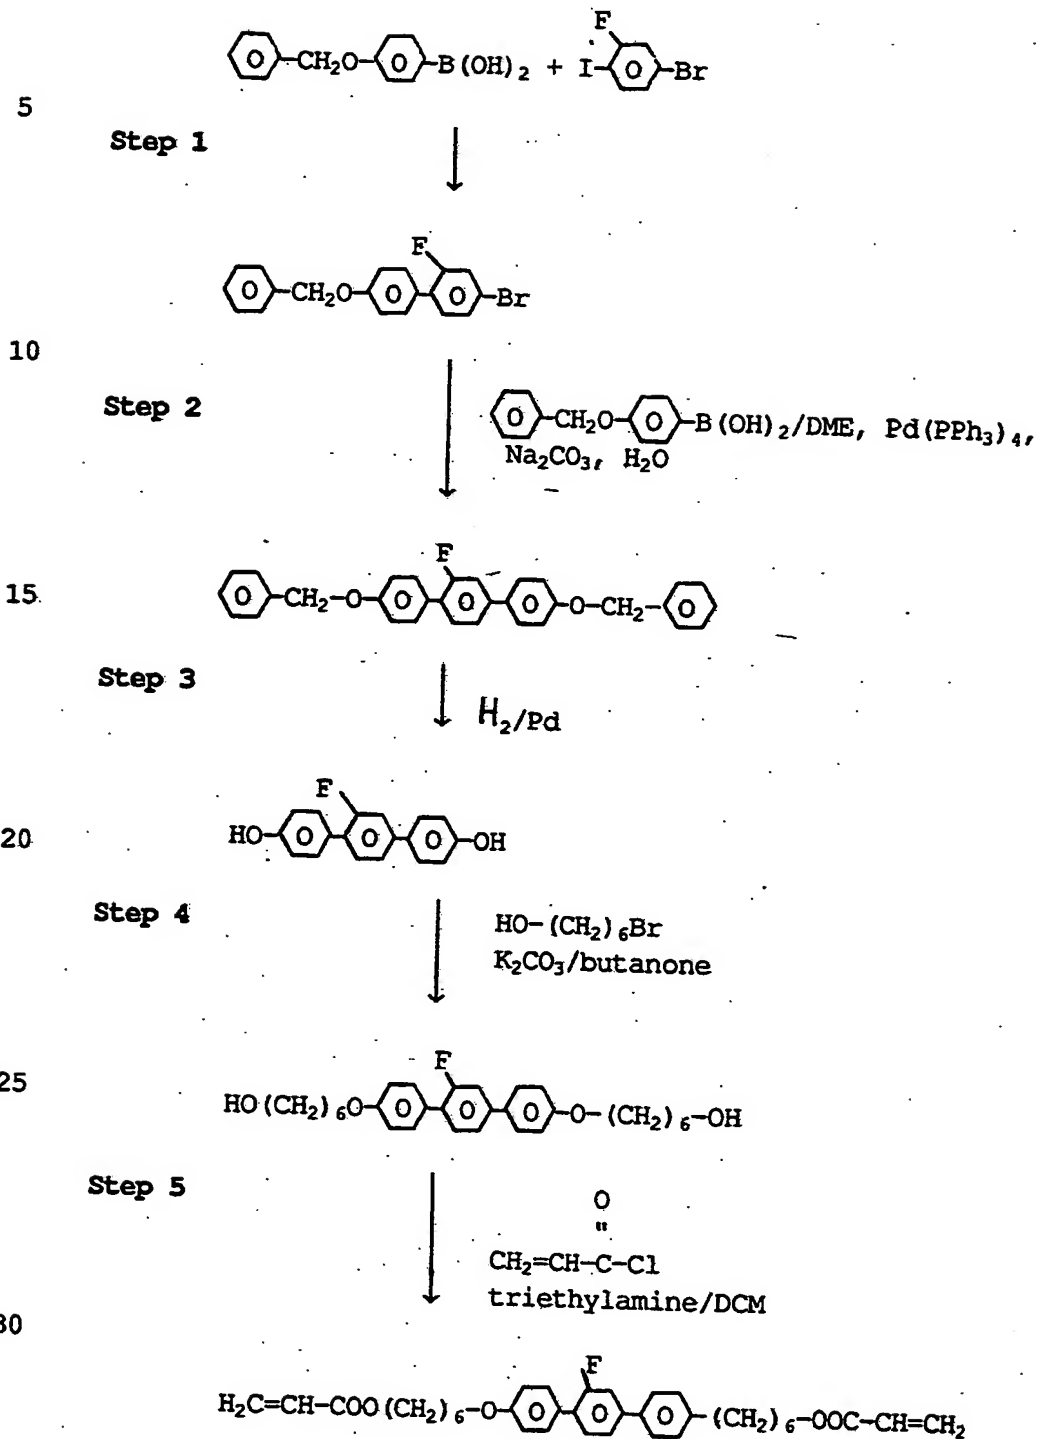 F
O-CH₂O-O-B(OH)₂ + I-O-Br
5
Step 1
F
O-CH₂O-O-O-Br
10
Step 2
O-CH₂O-O-B(OH)₂/DME, Pd(PPh₃)₄,
Na₂CO₃, H₂O
F
15
O-CH₂-O-O-O-O-O-CH₂-O
Step 3
H₂/Pd
F
20
HO-O-O-O-OH
Step 4
HO-(CH₂)₆Br
K₂CO₃/butanone
25
F
HO(CH₂)₆O-O-O-O-O-(CH₂)₆-OH
Step 5
O
"
CH₂=CH-C-Cl
triethylamine/DCM
30
F
H₂C=CH-COO(CH₂)₆-O-O-O-O-(CH₂)₆-OOC-CH=CH₂